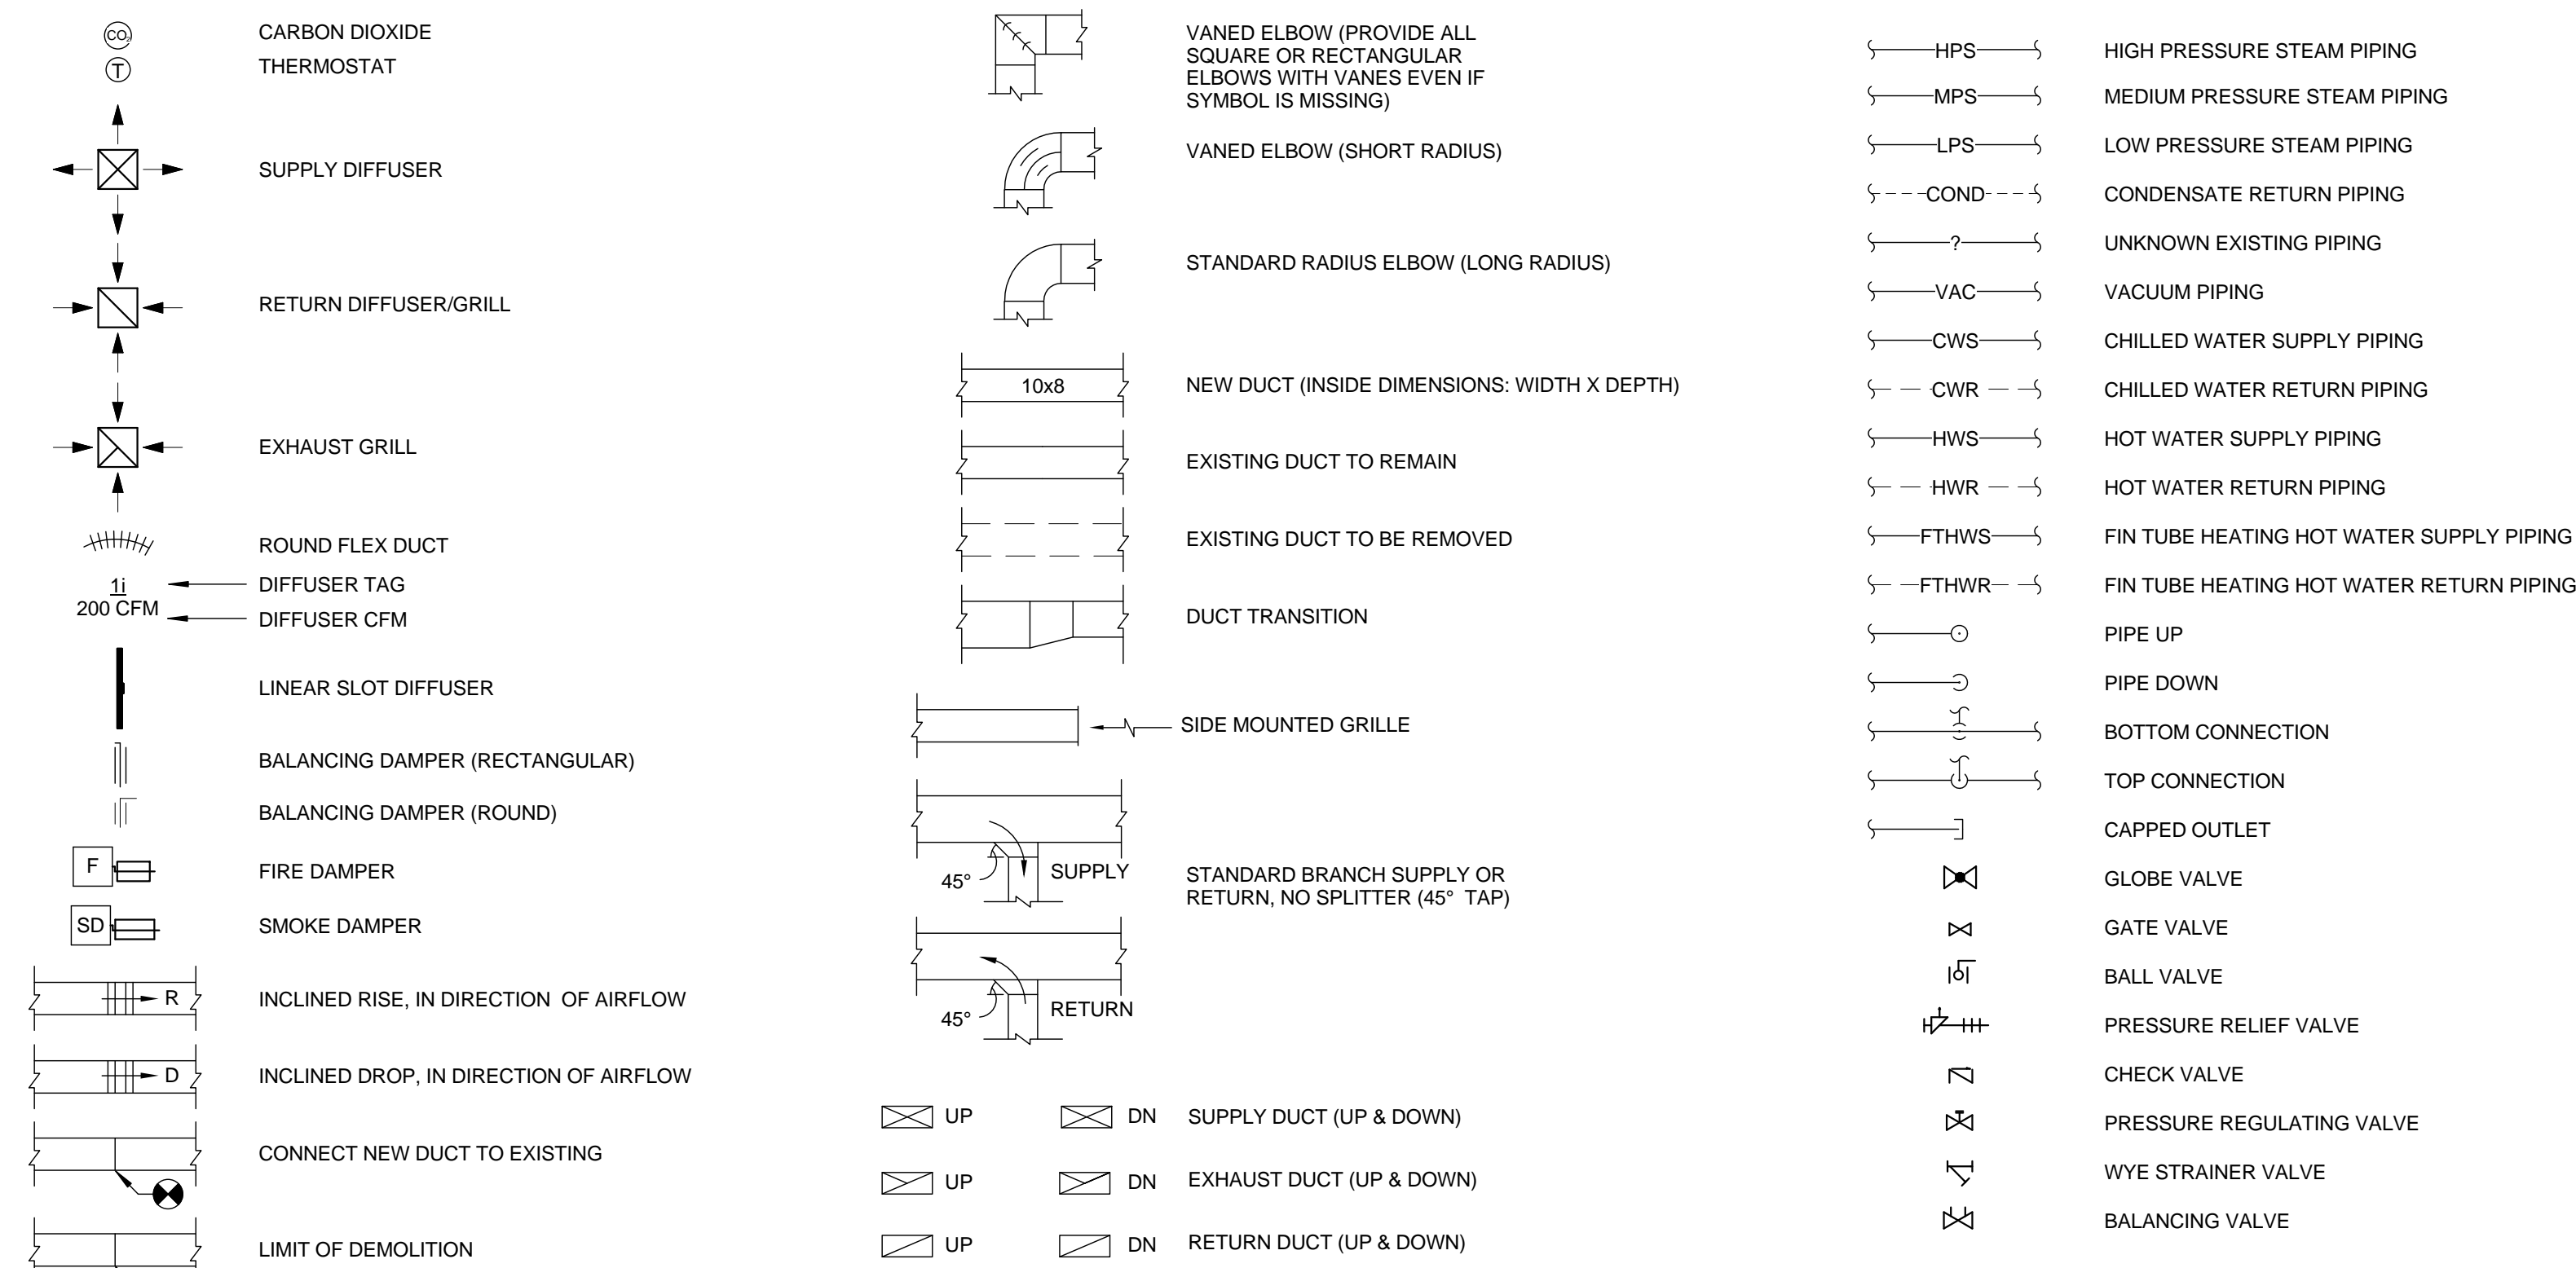 CO₂ CARBON DIOXIDE
T THERMOSTAT
SUPPLY DIFFUSER
RETURN DIFFUSER/GRILL
EXHAUST GRILL
ROUND FLEX DUCT
1i DIFFUSER TAG
200 CFM DIFFUSER CFM
LINEAR SLOT DIFFUSER
BALANCING DAMPER (RECTANGULAR)
BALANCING DAMPER (ROUND)
F FIRE DAMPER
SD SMOKE DAMPER
R INCLINED RISE, IN DIRECTION OF AIRFLOW
D INCLINED DROP, IN DIRECTION OF AIRFLOW
CONNECT NEW DUCT TO EXISTING
LIMIT OF DEMOLITION
VANED ELBOW (PROVIDE ALL
SQUARE OR RECTANGULAR
ELBOWS WITH VANES EVEN IF
SYMBOL IS MISSING)
VANED ELBOW (SHORT RADIUS)
STANDARD RADIUS ELBOW (LONG RADIUS)
10x8 NEW DUCT (INSIDE DIMENSIONS: WIDTH X DEPTH)
EXISTING DUCT TO REMAIN
EXISTING DUCT TO BE REMOVED
DUCT TRANSITION
SIDE MOUNTED GRILLE
45° SUPPLY
STANDARD BRANCH SUPPLY OR
RETURN, NO SPLITTER (45° TAP)
45° RETURN
UP DN SUPPLY DUCT (UP & DOWN)
UP DN EXHAUST DUCT (UP & DOWN)
UP DN RETURN DUCT (UP & DOWN)
HPS HIGH PRESSURE STEAM PIPING
MPS MEDIUM PRESSURE STEAM PIPING
LPS LOW PRESSURE STEAM PIPING
COND CONDENSATE RETURN PIPING
? UNKNOWN EXISTING PIPING
VAC VACUUM PIPING
CWS CHILLED WATER SUPPLY PIPING
CWR CHILLED WATER RETURN PIPING
HWS HOT WATER SUPPLY PIPING
HWR HOT WATER RETURN PIPING
FTHWS FIN TUBE HEATING HOT WATER SUPPLY PIPING
FTHWR FIN TUBE HEATING HOT WATER RETURN PIPING
PIPE UP
PIPE DOWN
BOTTOM CONNECTION
TOP CONNECTION
CAPPED OUTLET
GLOBE VALVE
GATE VALVE
BALL VALVE
PRESSURE RELIEF VALVE
CHECK VALVE
PRESSURE REGULATING VALVE
WYE STRAINER VALVE
BALANCING VALVE